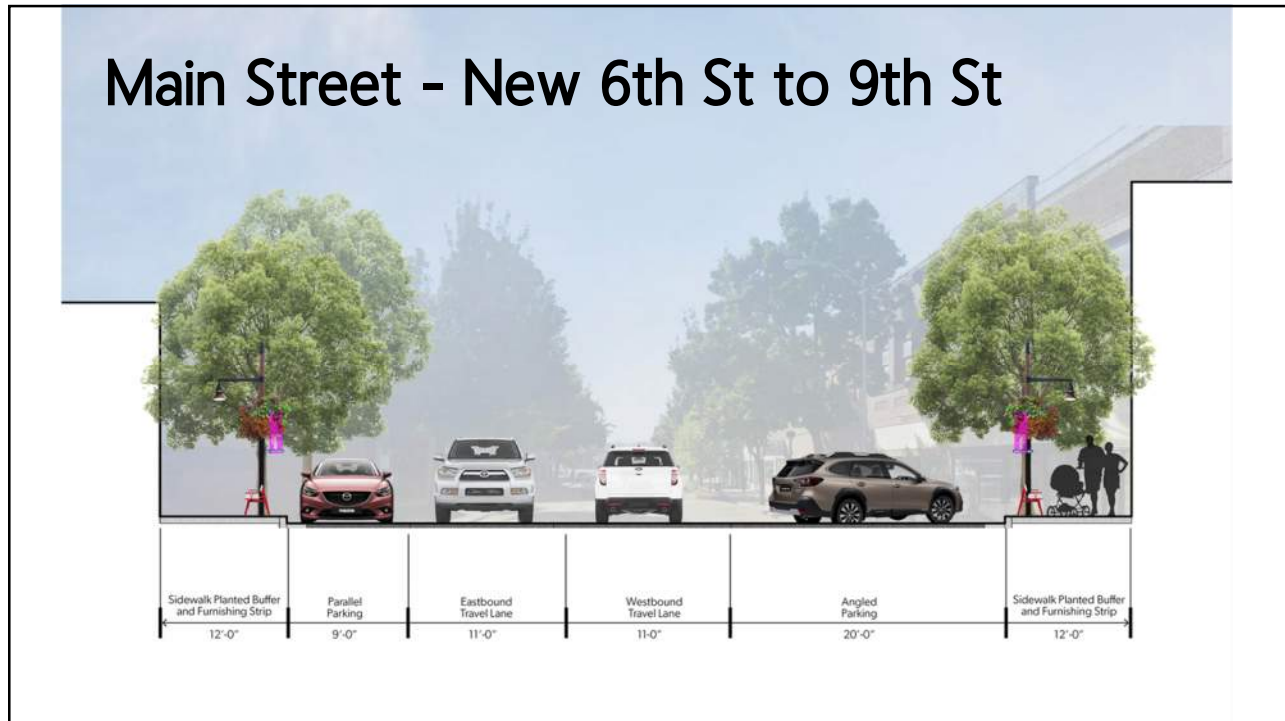 Main Street - New 6th St to 9th St
Sidewalk Planted Buffer
and Furnishing Strip
12'-0"
Parallel
Parking
9'-0"
Eastbound
Travel Lane
11'-0"
Westbound
Travel Lane
11-0"
Angled
Parking
20'-0"
Sidewalk Planted Buffer
and Furnishing Strip
12'-0"